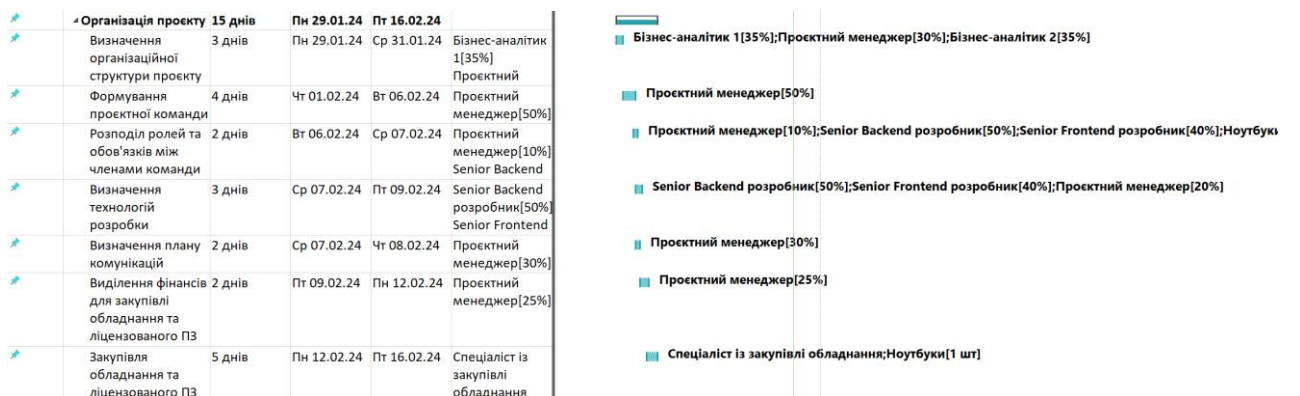 Організація проєкту 15 днів Пн 29.01.24 Пт 16.02.24
Визначення 3 днів Пн 29.01.24 Ср 31.01.24 Бізнес-аналітик Бізнес-аналітик 1[35%];Проєктний менеджер[30%];Бізнес-аналітик 2[35%]
організаційної 1[35%]
структури проєкту Проєктний
Формування 4 днів Чт 01.02.24 Вт 06.02.24 Проєктний Проєктний менеджер[50%]
проєктної команди менеджер[50%]
Розподіл ролей та 2 днів Вт 06.02.24 Ср 07.02.24 Проєктний Проєктний менеджер[10%];Senior Backend розробник[50%];Senior Frontend розробник[40%];Ноутбуки
обов'язків між менеджер[10%]
членами команди Senior Backend
Визначення 3 днів Ср 07.02.24 Пт 09.02.24 Senior Backend Senior Backend розробник[50%];Senior Frontend розробник[40%];Проєктний менеджер[20%]
технологій розробник[50%]
розробки Senior Frontend
Визначення плану 2 днів Ср 07.02.24 Чт 08.02.24 Проєктний Проєктний менеджер[30%]
комунікацій менеджер[30%]
Виділення фінансів 2 днів Пт 09.02.24 Пн 12.02.24 Проєктний Проєктний менеджер[25%]
для закупівлі менеджер[25%]
обладнання та
ліцензованого ПЗ
Закупівля 5 днів Пн 12.02.24 Пт 16.02.24 Спеціаліст із Спеціаліст із закупівлі обладнання;Ноутбуки[1 шт]
обладнання та закупівлі
ліцензованого ПЗ обладнання